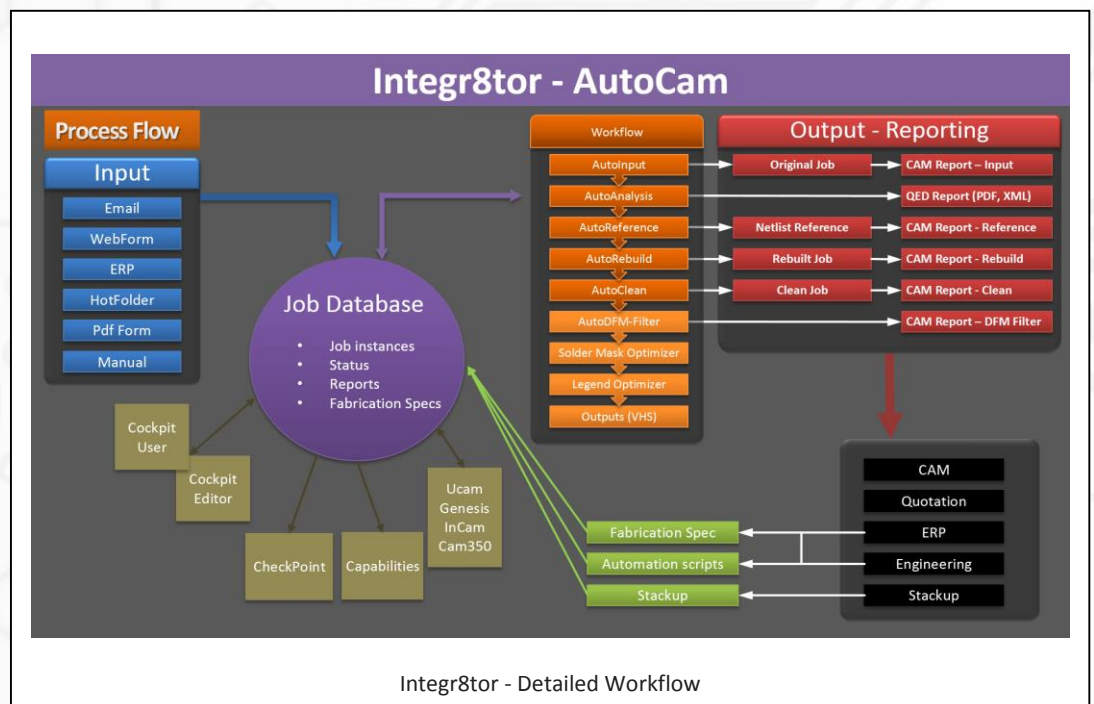 Integr8tor - AutoCam
Process Flow
Input
Email
WebForm
ERP
HotFolder
Pdf Form
Manual
Job Database
• Job instances
• Status
• Reports
• Fabrication Specs
Cockpit
User
Cockpit
Editor
CheckPoint
Capabilities
Ucam
Genesis
InCam
Cam350
Workflow
AutoInput
AutoAnalysis
AutoReference
AutoRebuild
AutoClean
AutoDFM-Filter
Solder Mask Optimizer
Legend Optimizer
Outputs (VHS)
Output - Reporting
Original Job
CAM Report – Input
QED Report (PDF, XML)
Netlist Reference
CAM Report - Reference
Rebuilt Job
CAM Report - Rebuild
Clean Job
CAM Report - Clean
CAM Report – DFM Filter
Fabrication Spec
Automation scripts
Stackup
CAM
Quotation
ERP
Engineering
Stackup
Integr8tor - Detailed Workflow